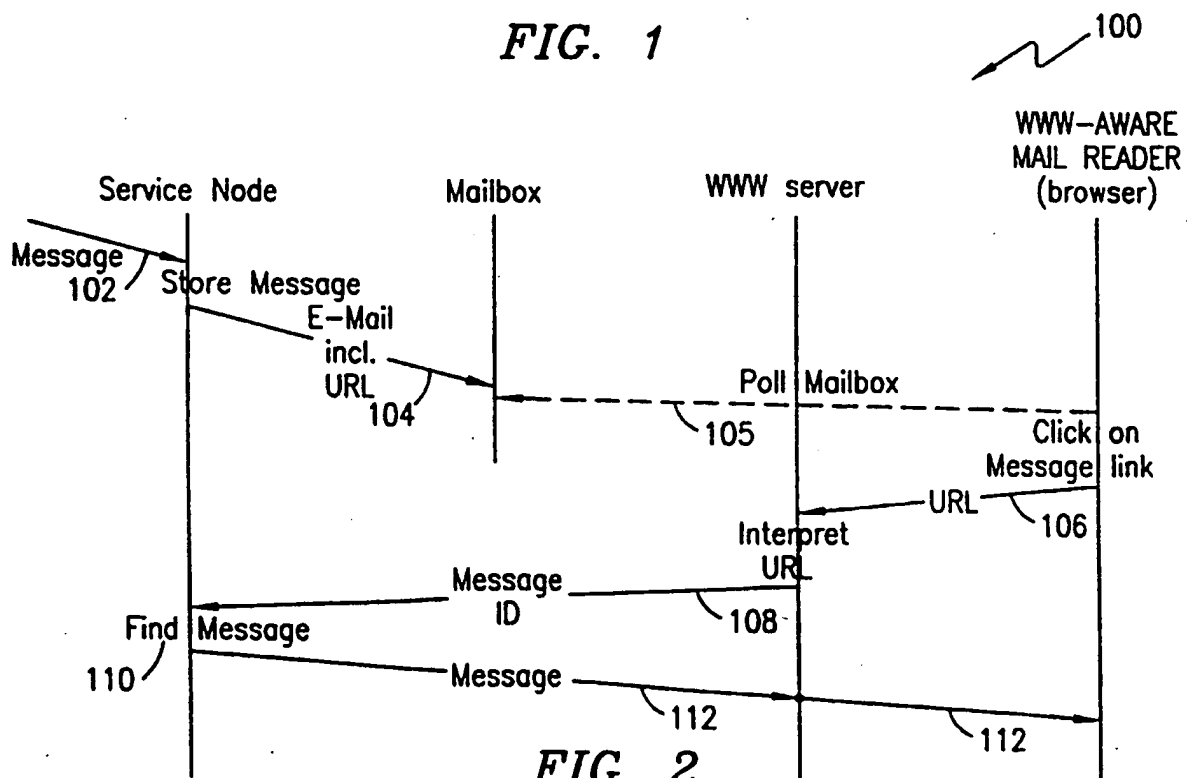 FIG. 1
100
WWW-AWARE
MAIL READER
(browser)
Service Node
Mailbox
WWW server
Message
102
Store Message
E-Mail
incl.
URL
104
Poll Mailbox
105
Click on
Message link
URL
106
Interpret
URL
Message
ID
108
Find Message
110
Message
112
112
FIG. 2